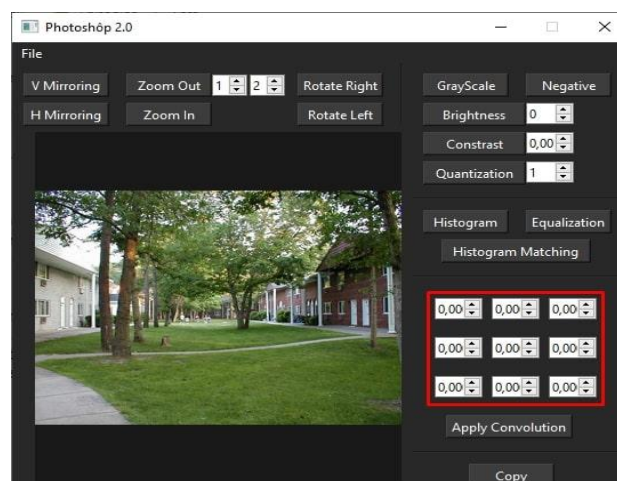 Photoshôp 2.0
File
V Mirroring Zoom Out 1 2 Rotate Right GrayScale Negative
H Mirroring Zoom In Rotate Left Brightness 0
Constrast 0,00
Quantization 1
Histogram Equalization
Histogram Matching
0,00 0,00 0,00
0,00 0,00 0,00
0,00 0,00 0,00
Apply Convolution
Copy